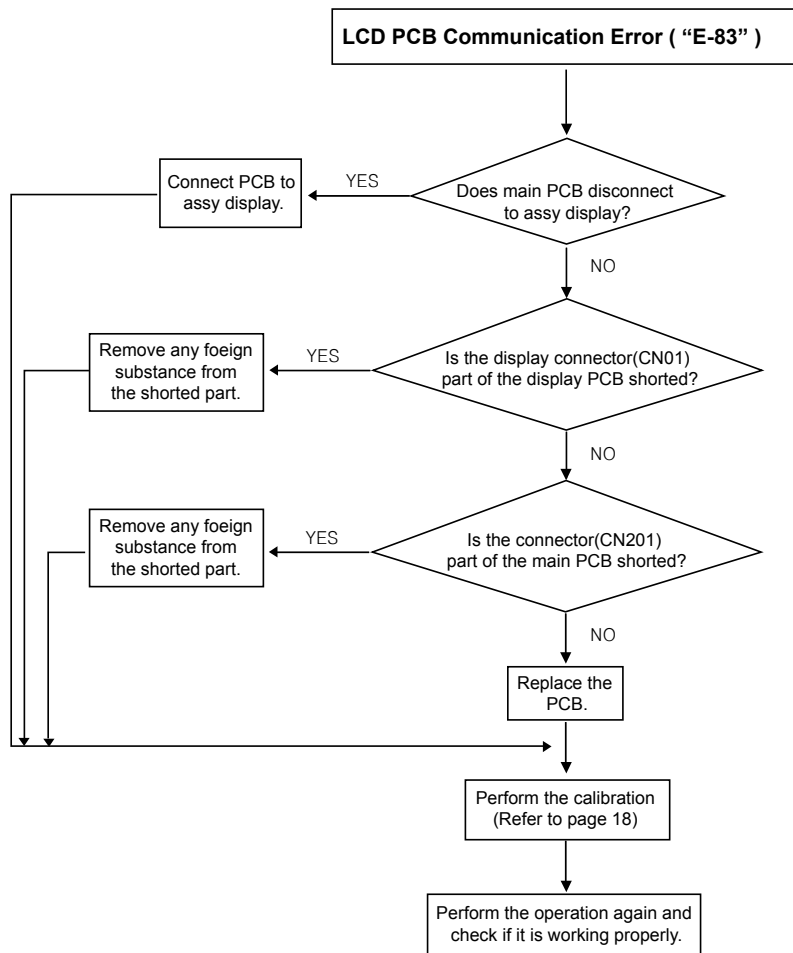 LCD PCB Communication Error ( “E-83” )
Connect PCB to
assy display.
YES
Does main PCB disconnect
to assy display?
NO
Remove any foeign
substance from
the shorted part.
YES
Is the display connector(CN01)
part of the display PCB shorted?
NO
Remove any foeign
substance from
the shorted part.
YES
Is the connector(CN201)
part of the main PCB shorted?
NO
Replace the
PCB.
Perform the calibration
(Refer to page 18)
Perform the operation again and
check if it is working properly.